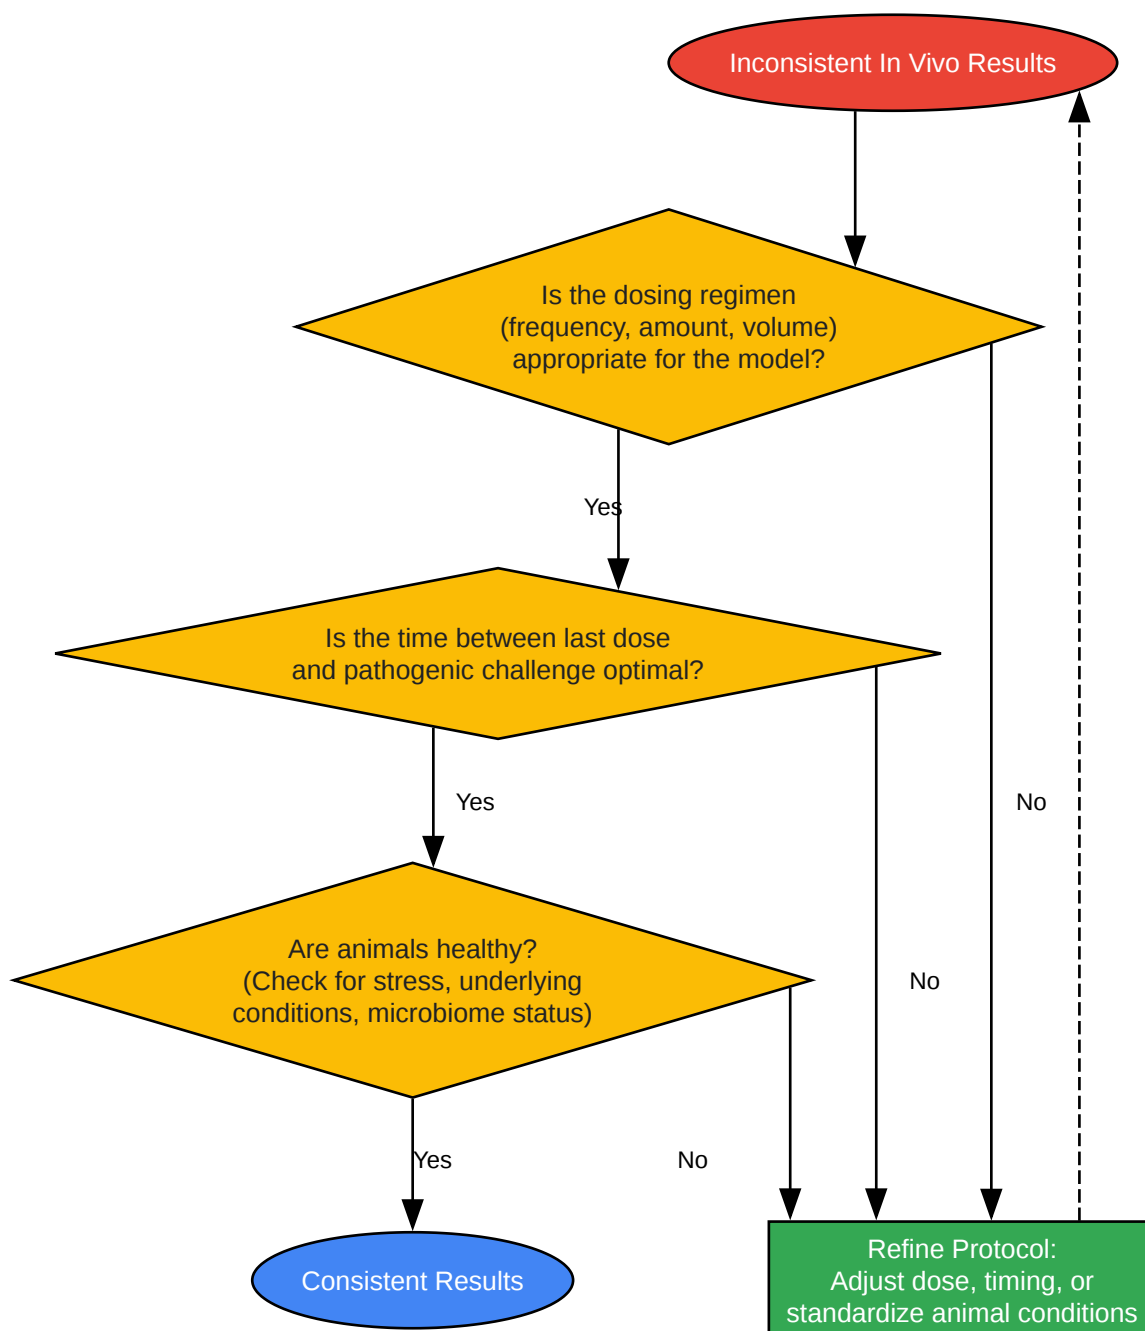 Inconsistent In Vivo Results
Is the dosing regimen
(frequency, amount, volume)
appropriate for the model?
Yes
Is the time between last dose
and pathogenic challenge optimal?
Yes
No
Are animals healthy?
(Check for stress, underlying
conditions, microbiome status)
No
Yes
No
Consistent Results
Refine Protocol:
Adjust dose, timing, or
standardize animal conditions